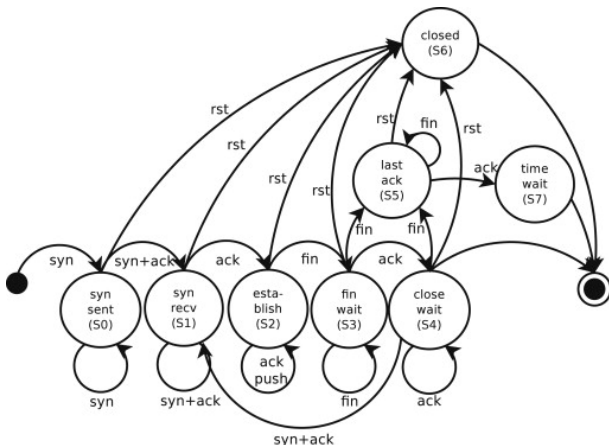 closed
(S6)
rst
rst
rst
rst
rst
rst
fin
last
ack
(S5)
ack
time
wait
(S7)
fin
fin
syn
syn+ack
ack
fin
ack
syn
sent
(S0)
syn
recv
(S1)
esta-
blish
(S2)
fin
wait
(S3)
close
wait
(S4)
syn
syn+ack
ack
push
fin
ack
syn+ack